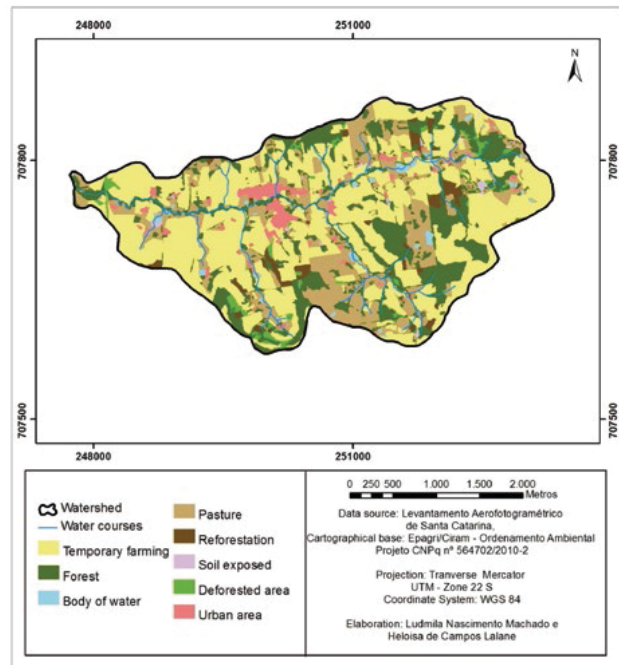 248000 251000
N
707800 707800
707500 707500
248000 251000
Watershed
Water courses
Temporary farming
Forest
Body of water
Pasture
Reforestation
Soil exposed
Deforested area
Urban area
0 250 500 1.000 1.500 2.000
Metros
Data source: Levantamento Aerofotogramétrico
de Santa Catarina,
Cartographical base: Epagri/Ciram - Ordenamento Ambiental
Projeto CNPq nº 564702/2010-2
Projection: Tranverse Mercator
UTM - Zone 22 S
Coordinate System: WGS 84
Elaboration: Ludmila Nascimento Machado e
Heloisa de Campos Lalane